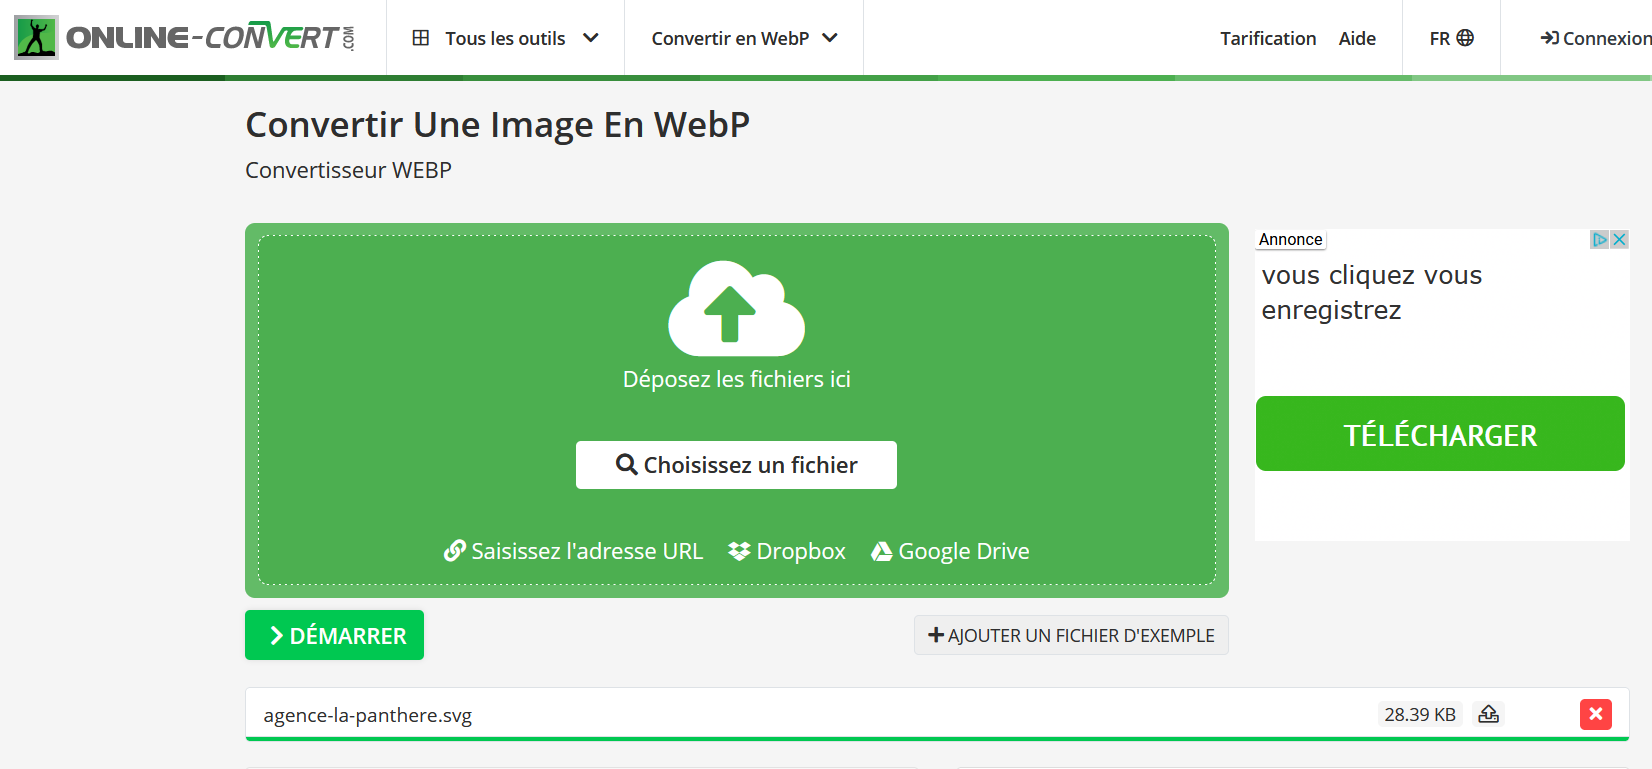 ONLINE-CONVERT.COM
Tous les outils
Convertir en WebP
Tarification
Aide
FR
Connexion
Convertir Une Image En WebP
Convertisseur WEBP
Déposez les fichiers ici
Choisissez un fichier
Saisissez l'adresse URL
Dropbox
Google Drive
Annonce
vous cliquez vous
enregistrez
TÉLÉCHARGER
DÉMARRER
AJOUTER UN FICHIER D'EXEMPLE
agence-la-panthere.svg
28.39 KB